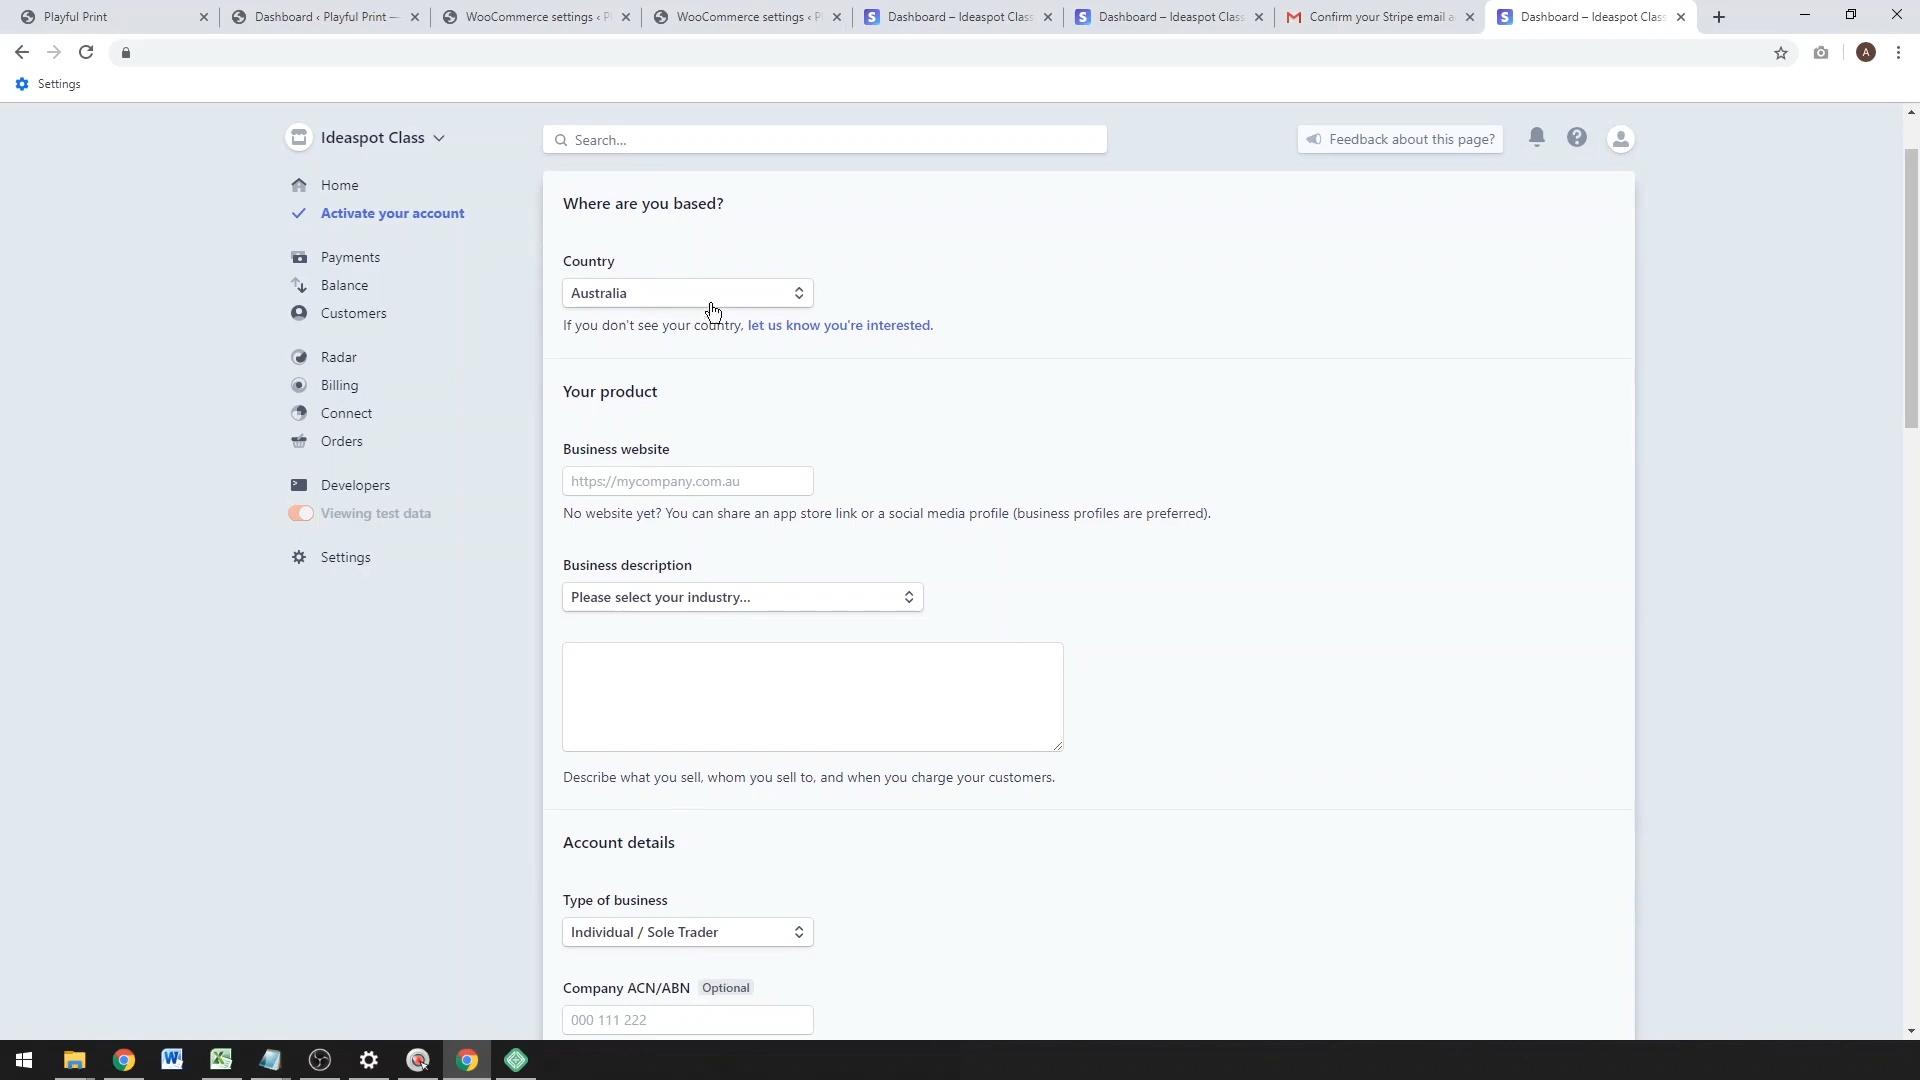 Playful Print
Dashboard ‹ Playful Print —
WooCommerce settings ‹ P
WooCommerce settings ‹ P
Dashboard – Ideaspot Class
Dashboard – Ideaspot Class
Confirm your Stripe email a
Dashboard – Ideaspot Class
A
Settings
Ideaspot Class
Search...
Feedback about this page?
Home
Activate your account
Payments
Balance
Customers
Radar
Billing
Connect
Orders
Developers
Viewing test data
Settings
Where are you based?
Country
Australia
If you don't see your country, let us know you're interested.
Your product
Business website
https://mycompany.com.au
No website yet? You can share an app store link or a social media profile (business profiles are preferred).
Business description
Please select your industry...
Describe what you sell, whom you sell to, and when you charge your customers.
Account details
Type of business
Individual / Sole Trader
Company ACN/ABN Optional
000 111 222